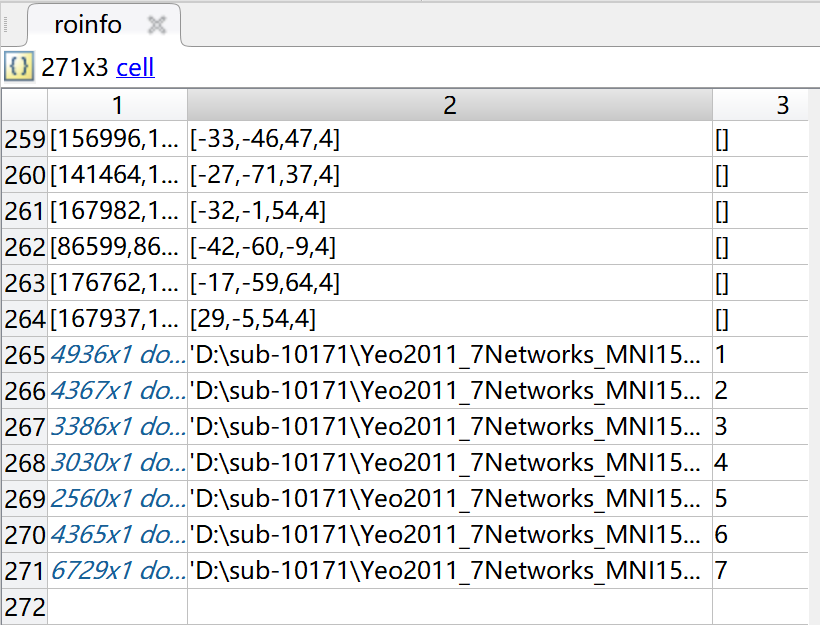 roinfo
{} 271x3 cell
1 2 3
259 [156996,1... [-33,-46,47,4] []
260 [141464,1... [-27,-71,37,4] []
261 [167982,1... [-32,-1,54,4] []
262 [86599,86... [-42,-60,-9,4] []
263 [176762,1... [-17,-59,64,4] []
264 [167937,1... [29,-5,54,4] []
265 4936x1 do... 'D:\sub-10171\Yeo2011_7Networks_MNI15... 1
266 4367x1 do... 'D:\sub-10171\Yeo2011_7Networks_MNI15... 2
267 3386x1 do... 'D:\sub-10171\Yeo2011_7Networks_MNI15... 3
268 3030x1 do... 'D:\sub-10171\Yeo2011_7Networks_MNI15... 4
269 2560x1 do... 'D:\sub-10171\Yeo2011_7Networks_MNI15... 5
270 4365x1 do... 'D:\sub-10171\Yeo2011_7Networks_MNI15... 6
271 6729x1 do... 'D:\sub-10171\Yeo2011_7Networks_MNI15... 7
272